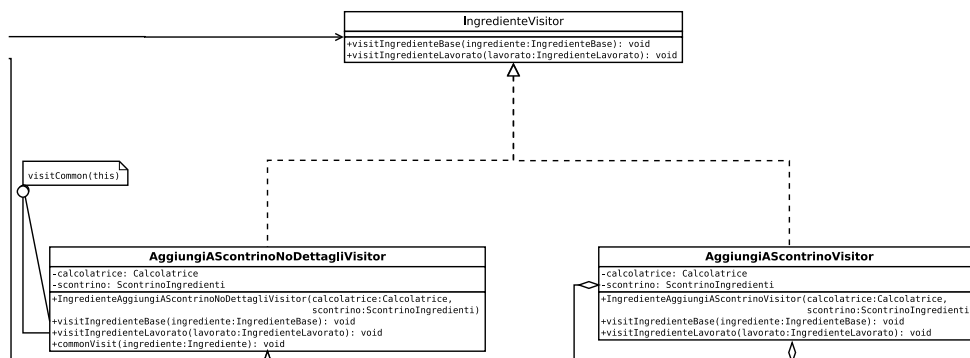 IngredienteVisitor
+visitIngredienteBase(ingrediente:IngredienteBase): void
+visitIngredienteLavorato(lavorato:IngredienteLavorato): void
visitCommon(this)
AggiungiAScontrinoNoDettagliVisitor
-calcolatrice: Calcolatrice
-scontrino: ScontrinoIngredienti
+IngredienteAggiungiAScontrinoNoDettagliVisitor(calcolatrice:Calcolatrice,
scontrino:ScontrinoIngredienti)
+visitIngredienteBase(ingrediente:IngredienteBase): void
+visitIngredienteLavorato(lavorato:IngredienteLavorato): void
+commonVisit(ingrediente:Ingrediente): void
AggiungiAScontrinoVisitor
-calcolatrice: Calcolatrice
-scontrino: ScontrinoIngredienti
+IngredienteAggiungiAScontrinoVisitor(calcolatrice:Calcolatrice,
scontrino:ScontrinoIngredienti
+visitIngredienteBase(ingrediente:IngredienteBase): void
+visitIngredienteLavorato(lavorato:IngredienteLavorato): void